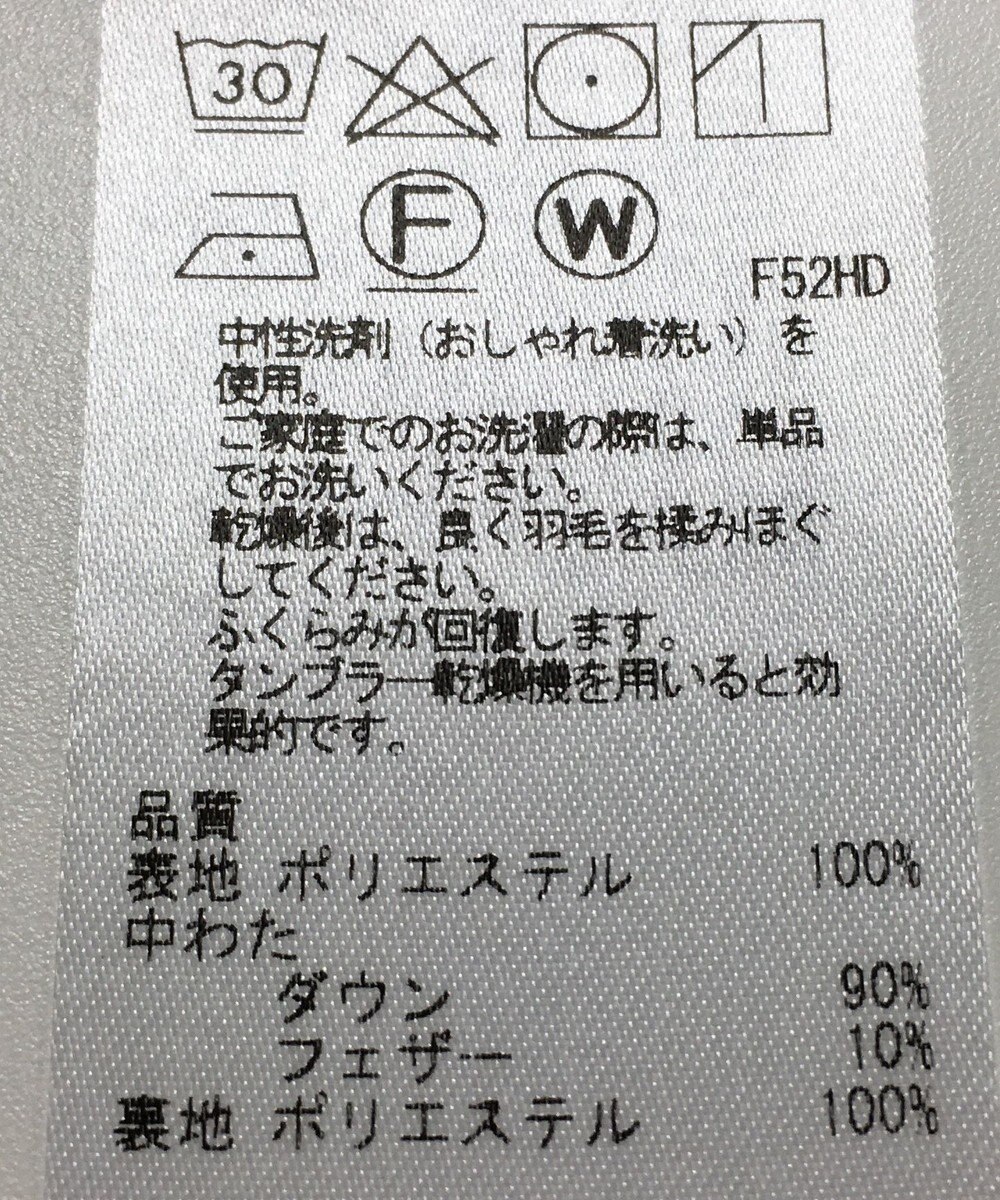 30
F W
F52HD
中性洗剤（おしゃれ着洗い）を
使用。
ご家庭でのお洗濯の際は、単品
でお洗いください。
乾燥後は、良く羽毛を揉みほぐ
してください。
ふくらみが回復します。
タンブラー乾燥機を用いると効
果的です。
品質
表地 ポリエステル 100%
中わた
ダウン 90%
フェザー 10%
裏地 ポリエステル 100%